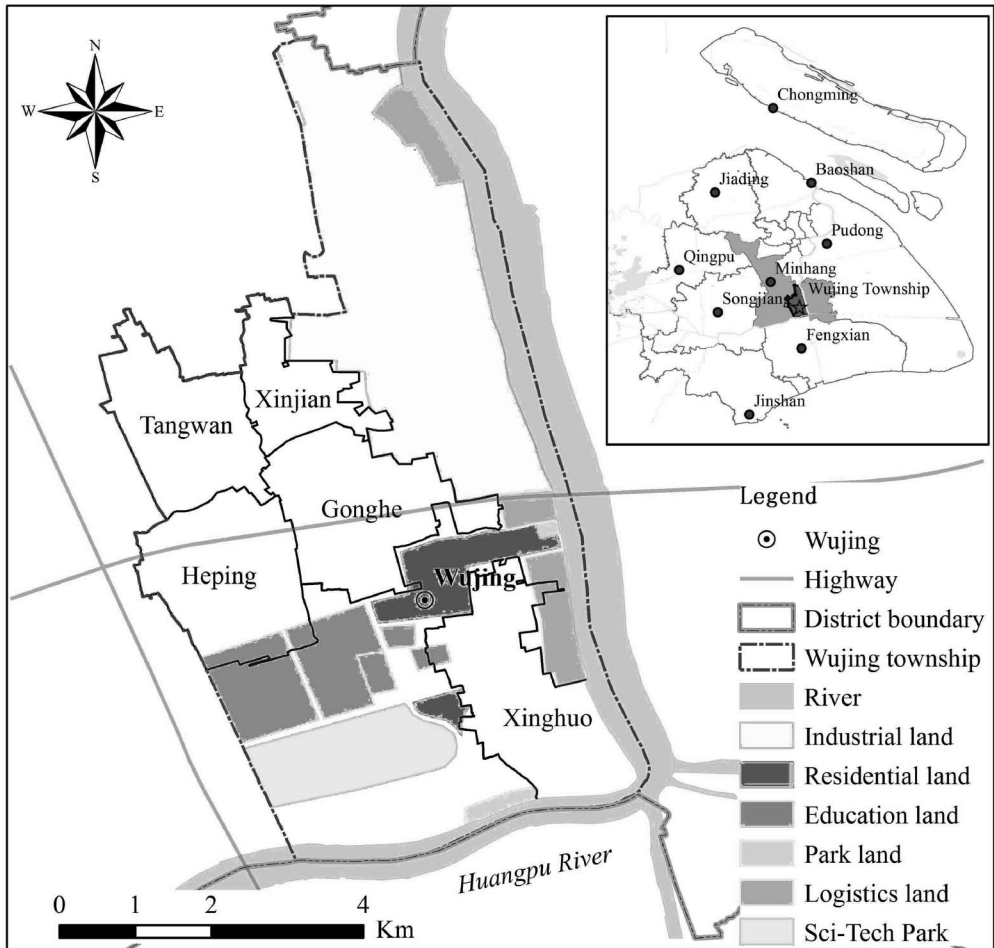 N
W
E
S
Chongming
Baoshan
Jiading
Pudong
Qingpu
Minhang
Wujing Township
Songjiang
Fengxian
Jinshan
Tangwan
Xinjian
Gonghe
Heping
Wujing
Xinghuo
Huangpu River
0 1 2 4
Km
Legend
Wujing
Highway
District boundary
Wujing township
River
Industrial land
Residential land
Education land
Park land
Logistics land
Sci-Tech Park